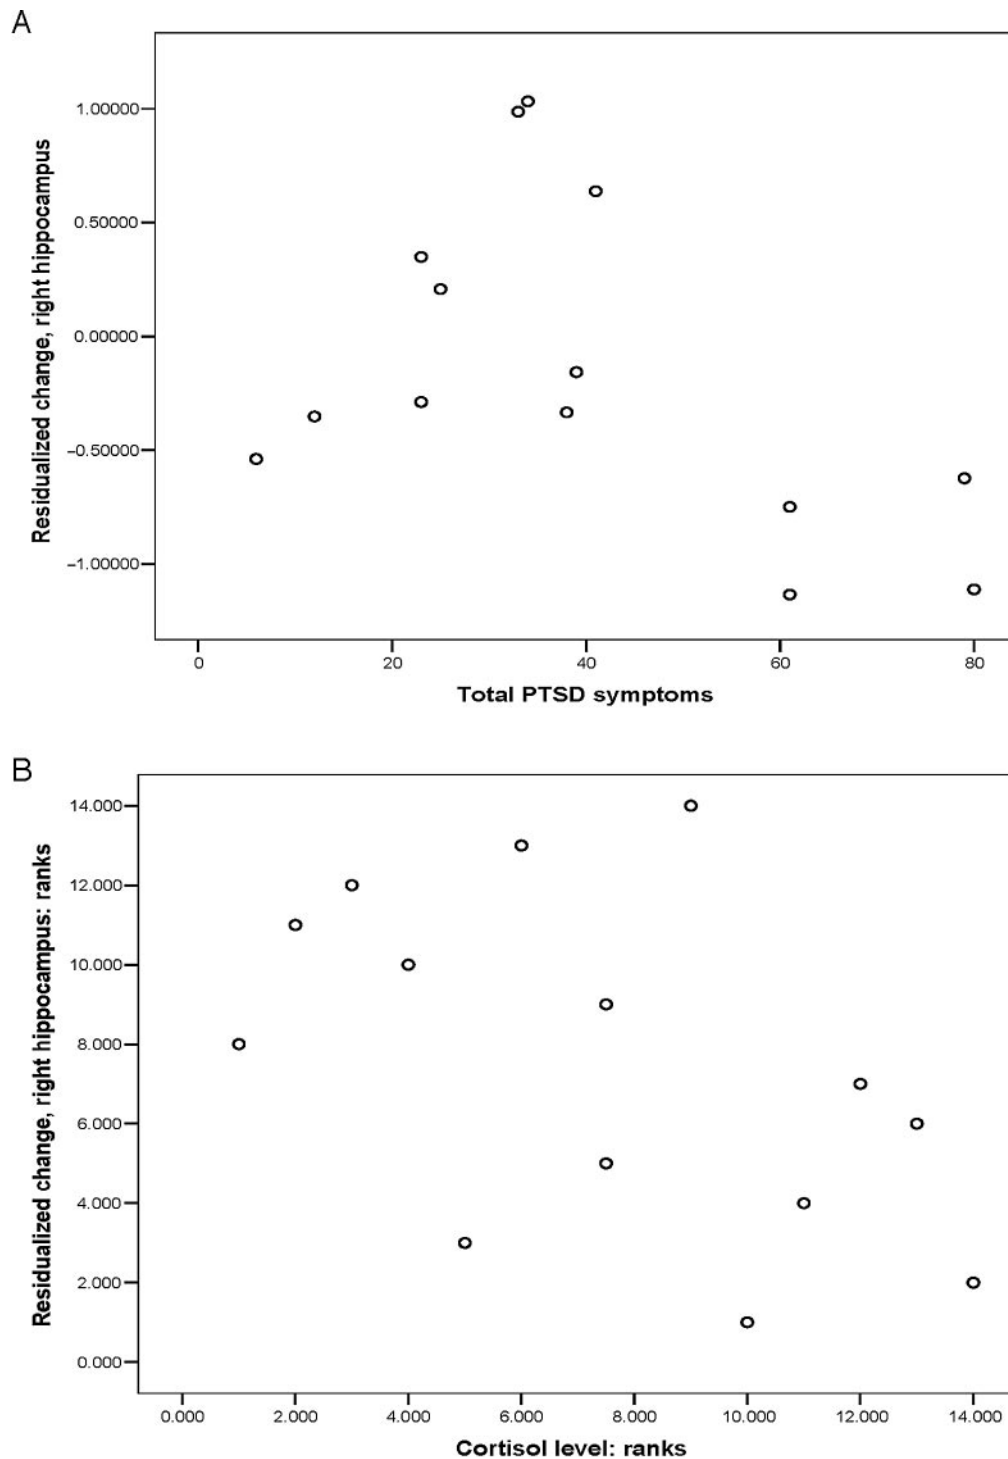 A
Residualized change, right hippocampus
1.00000
0.50000
0.00000
−0.50000
−1.00000
0 20 40 60 80
Total PTSD symptoms
B
Residualized change, right hippocampus: ranks
14.000
12.000
10.000
8.000
6.000
4.000
2.000
0.000
0.000 2.000 4.000 6.000 8.000 10.000 12.000 14.000
Cortisol level: ranks